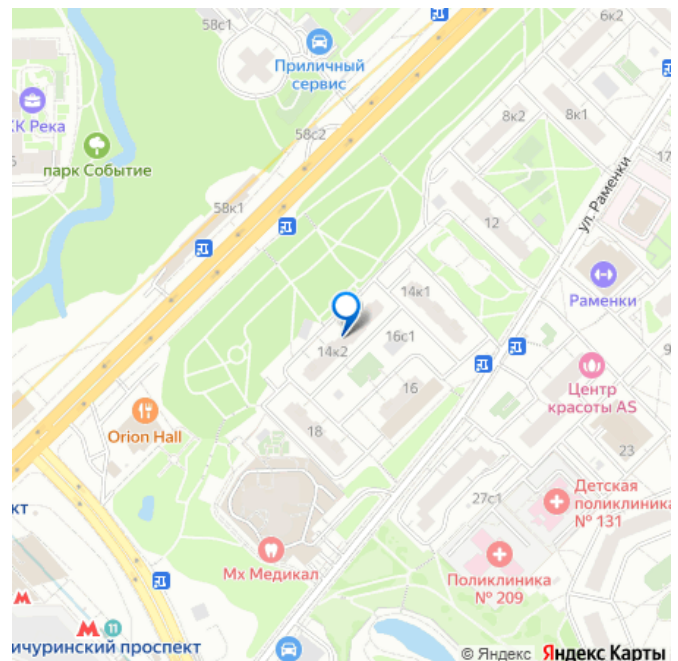 58с1
6к2
Приличный
сервис
К Река
8к2
8к1
58с2
17
парк Событие
ул. Раменки
58к1
12
Раменки
14к1
16с1
14к2
9
Центр
красоты AS
16
Orion Hall
18
23
27с1
Детская
поликлиника
№ 131
кт
Мх Медикал
Поликлиника
№ 209
11
ичуринский проспект
© Яндекс Яндекс Карты